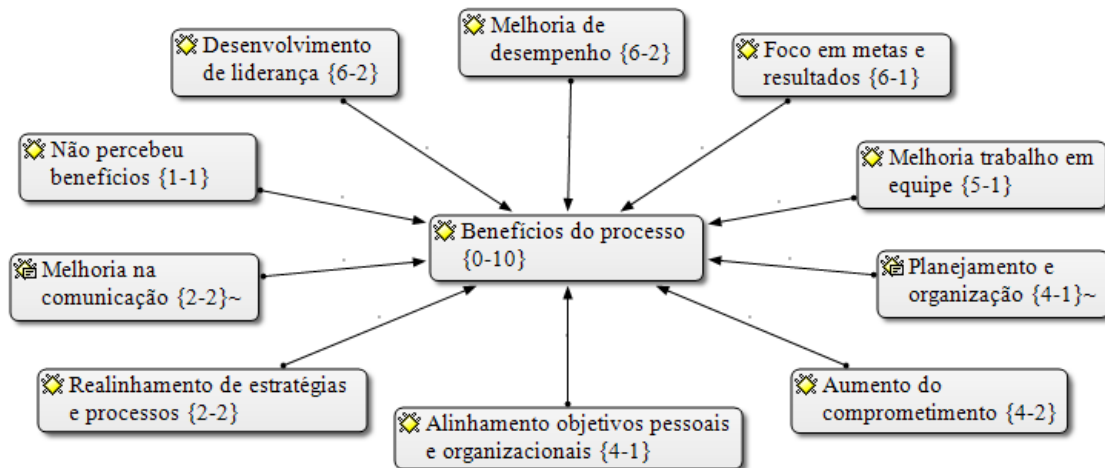 Desenvolvimento
de liderança {6-2}
Melhoria de
desempenho {6-2}
Foco em metas e
resultados {6-1}
Não percebeu
benefícios {1-1}
Melhoria trabalho em
equipe {5-1}
Benefícios do processo
{0-10}
Melhoria na
comunicação {2-2}~
Planejamento e
organização {4-1}~
Realinhamento de estratégias
e processos {2-2}
Alinhamento objetivos pessoais
e organizacionais {4-1}
Aumento do
comprometimento {4-2}